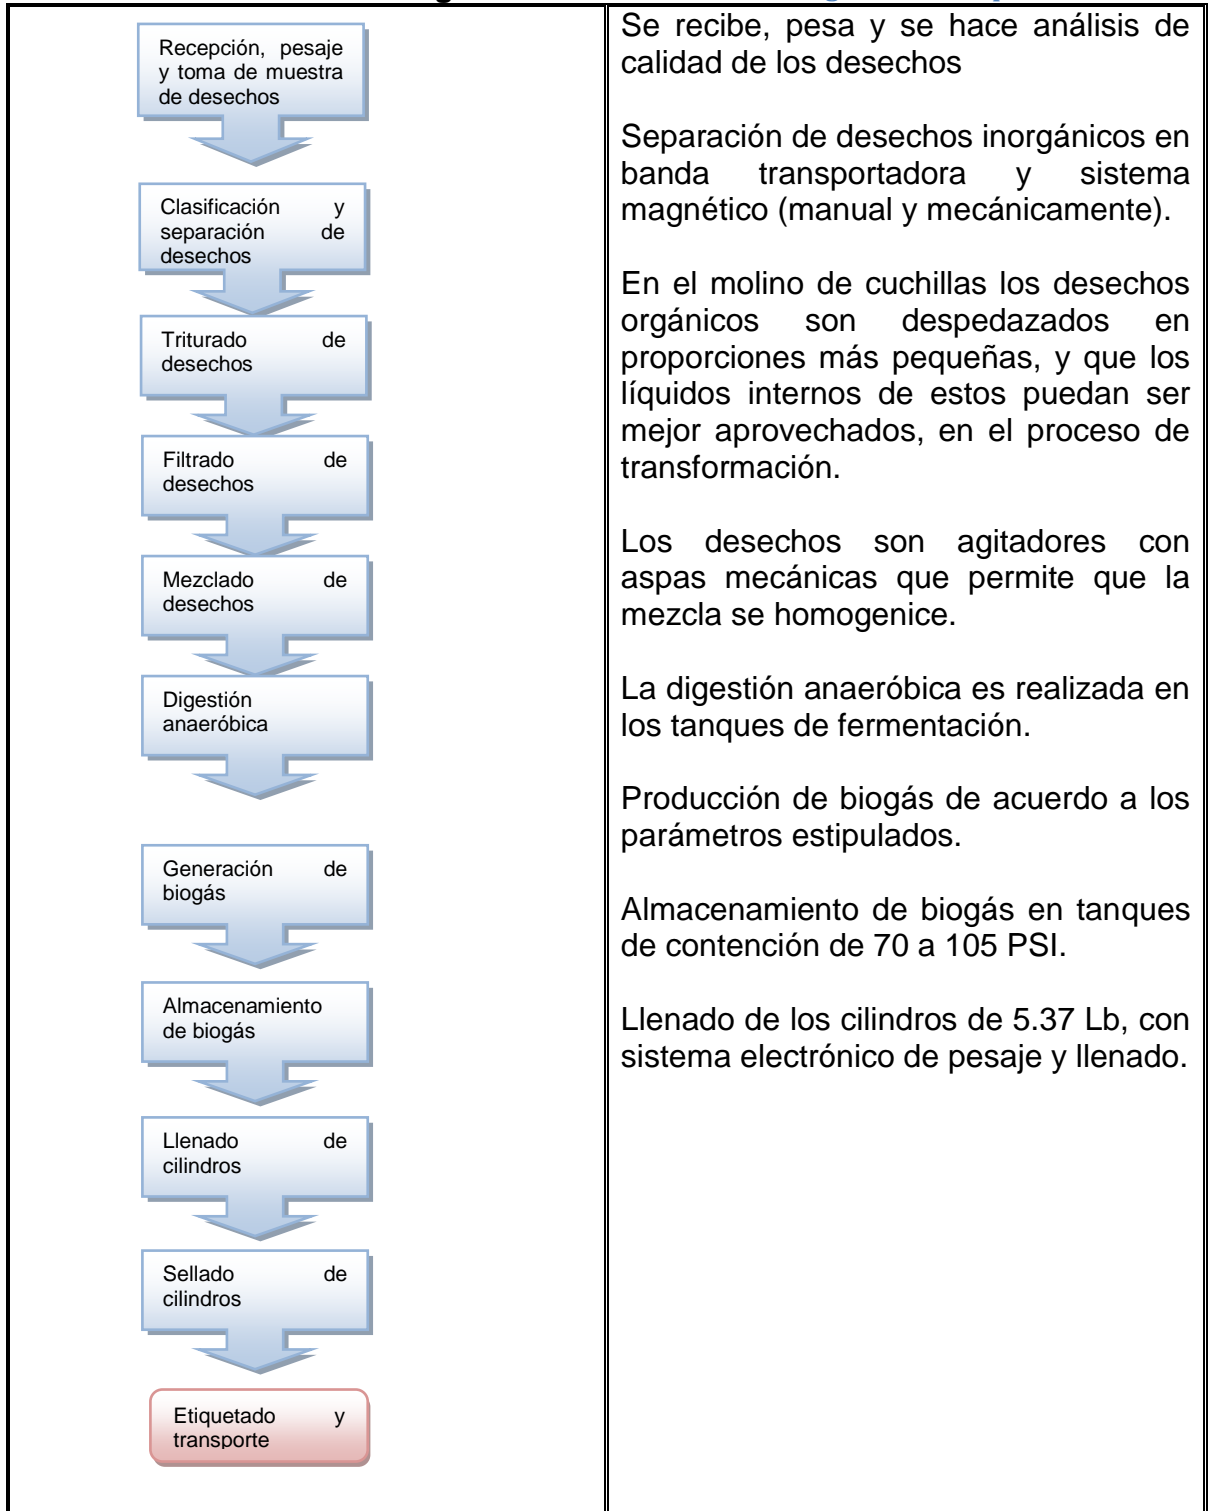 Recepción, pesaje
y toma de muestra
de desechos
Clasificación y
separación de
desechos
Triturado de
desechos
Filtrado de
desechos
Mezclado de
desechos
Digestión
anaeróbica
Generación de
biogás
Almacenamiento
de biogás
Llenado de
cilindros
Sellado de
cilindros
Etiquetado y
transporte
Se recibe, pesa y se hace análisis de
calidad de los desechos
Separación de desechos inorgánicos en
banda transportadora y sistema
magnético (manual y mecánicamente).
En el molino de cuchillas los desechos
orgánicos son despedazados en
proporciones más pequeñas, y que los
líquidos internos de estos puedan ser
mejor aprovechados, en el proceso de
transformación.
Los desechos son agitadores con
aspas mecánicas que permite que la
mezcla se homogenice.
La digestión anaeróbica es realizada en
los tanques de fermentación.
Producción de biogás de acuerdo a los
parámetros estipulados.
Almacenamiento de biogás en tanques
de contención de 70 a 105 PSI.
Llenado de los cilindros de 5.37 Lb, con
sistema electrónico de pesaje y llenado.